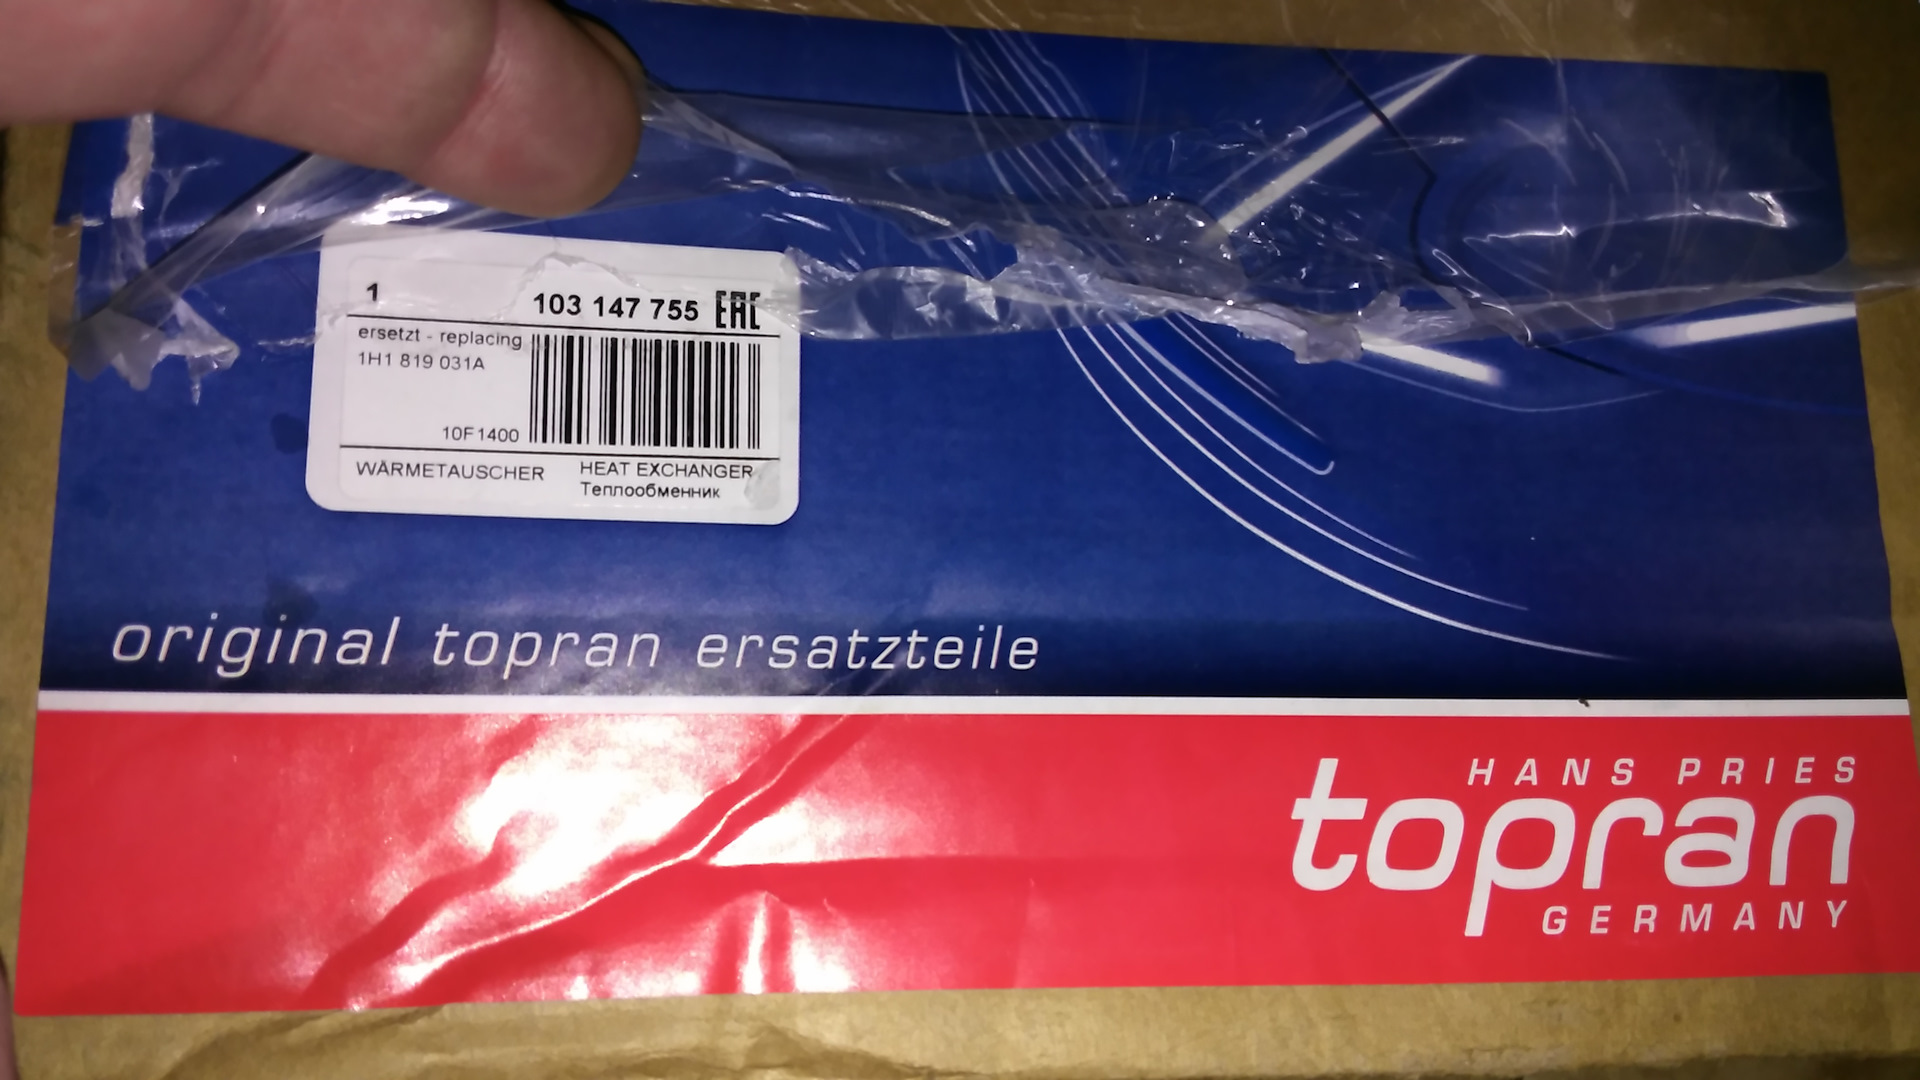 1
103 147 755 EAC
ersetzt - replacing
1H1 819 031A
10F1400
WÄRMETAUSCHER
HEAT EXCHANGER
Теплообменник
original topran ersatzteile
HANS PRIES
topran
GERMANY